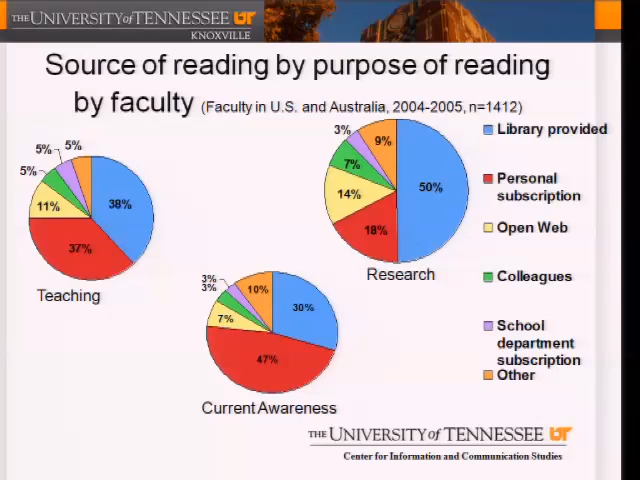 THE UNIVERSITY of TENNESSEE UT
KNOXVILLE
Source of reading by purpose of reading
by faculty (Faculty in U.S. and Australia, 2004-2005, n=1412)
5%
5%
5%
11%
38%
37%
Teaching
3%
9%
7%
14%
50%
18%
Research
3%
3%
10%
7%
30%
47%
Current Awareness
Library provided
Personal
subscription
Open Web
Colleagues
School
department
subscription
Other
THE UNIVERSITY of TENNESSEE UT
Center for Information and Communication Studies